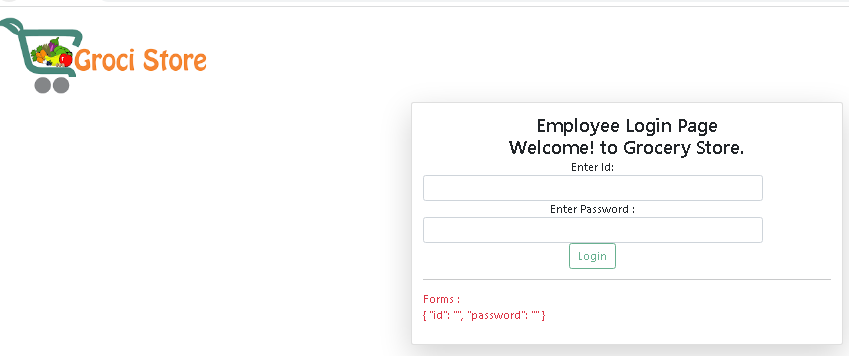 Groci Store
Employee Login Page
Welcome! to Grocery Store.
Enter Id:
Enter Password :
Login
Forms :
{ "id": "", "password": "" }